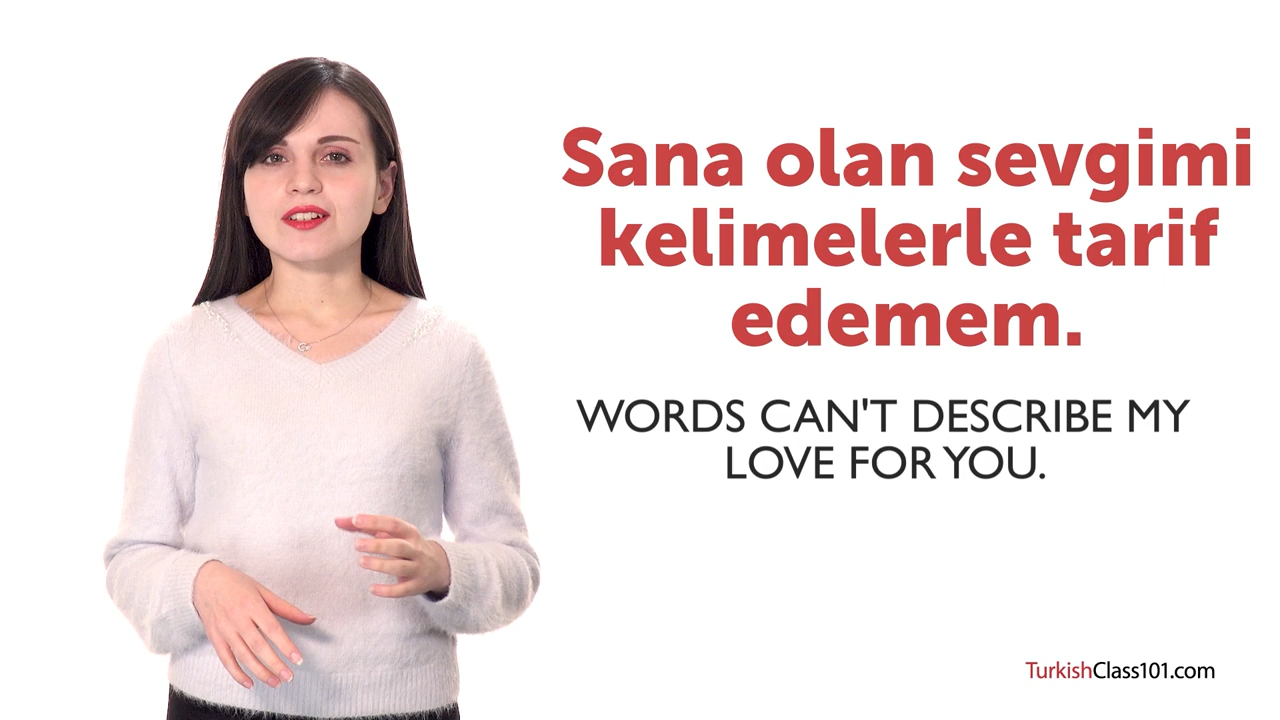 Sana olan sevgimi
kelimelerle tarif
edemem.
WORDS CAN'T DESCRIBE MY
LOVE FOR YOU.
TurkishClass101.com